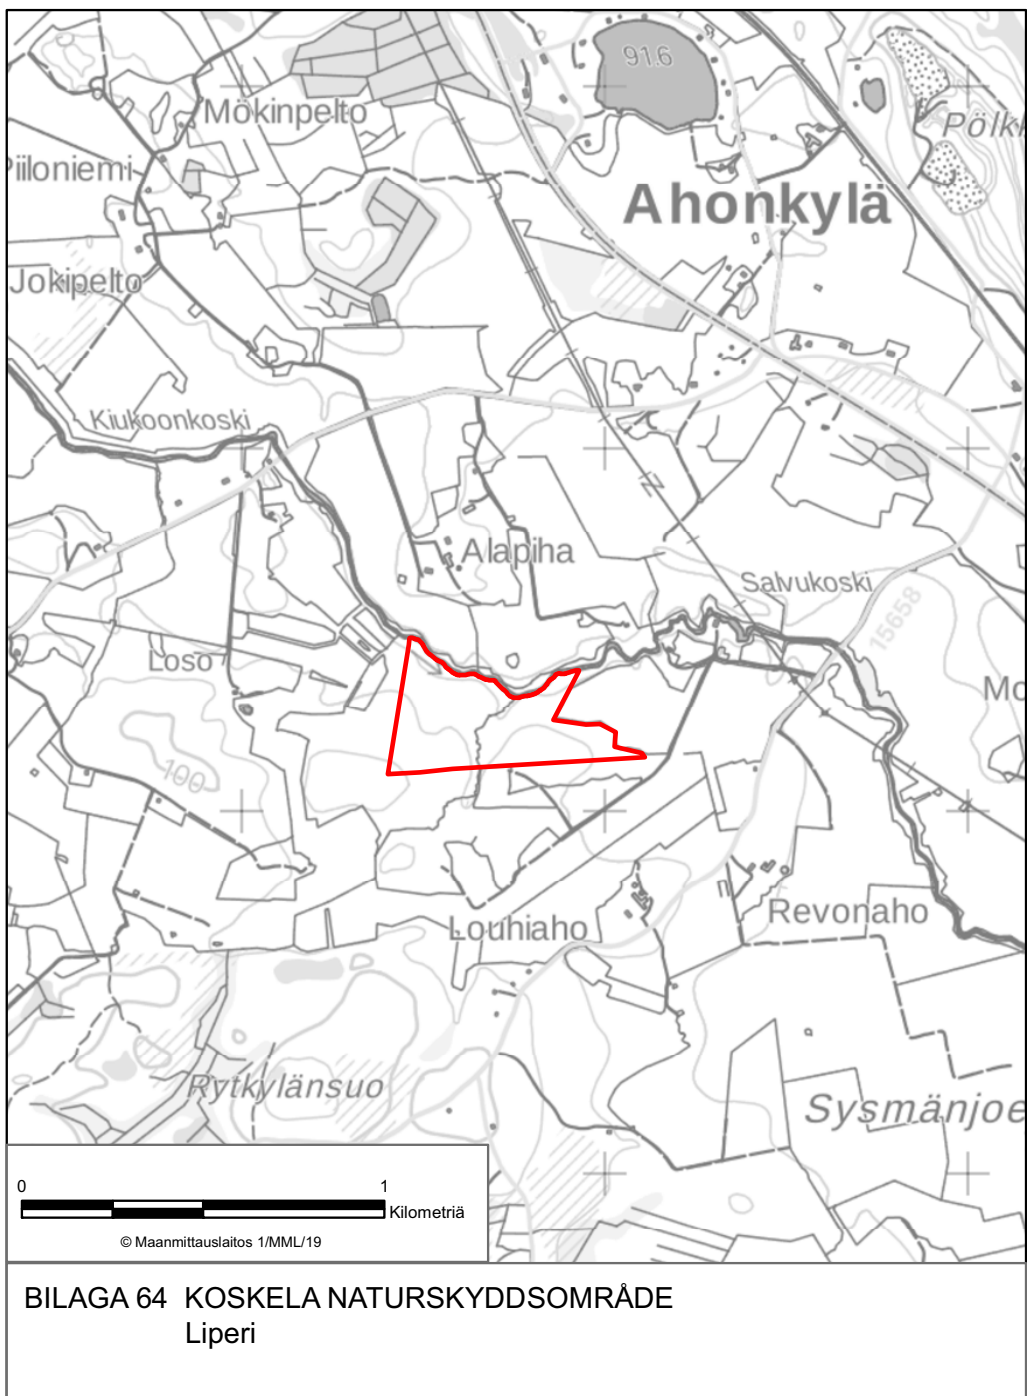 91.6
Mökinpelto
Pölk
Piiloniemi
Ahonkylä
Jokipelto
Kiukoonkoski
Alapiha
Salvukoski
15658
Loso
Mo
100
Revonaho
Louhiaho
Rytkylänsuo
Sysmänjoe
0 1
Kilometriä
© Maanmittauslaitos 1/MML/19
BILAGA 64 KOSKELA NATURSKYDDSOMRÅDE
Liperi